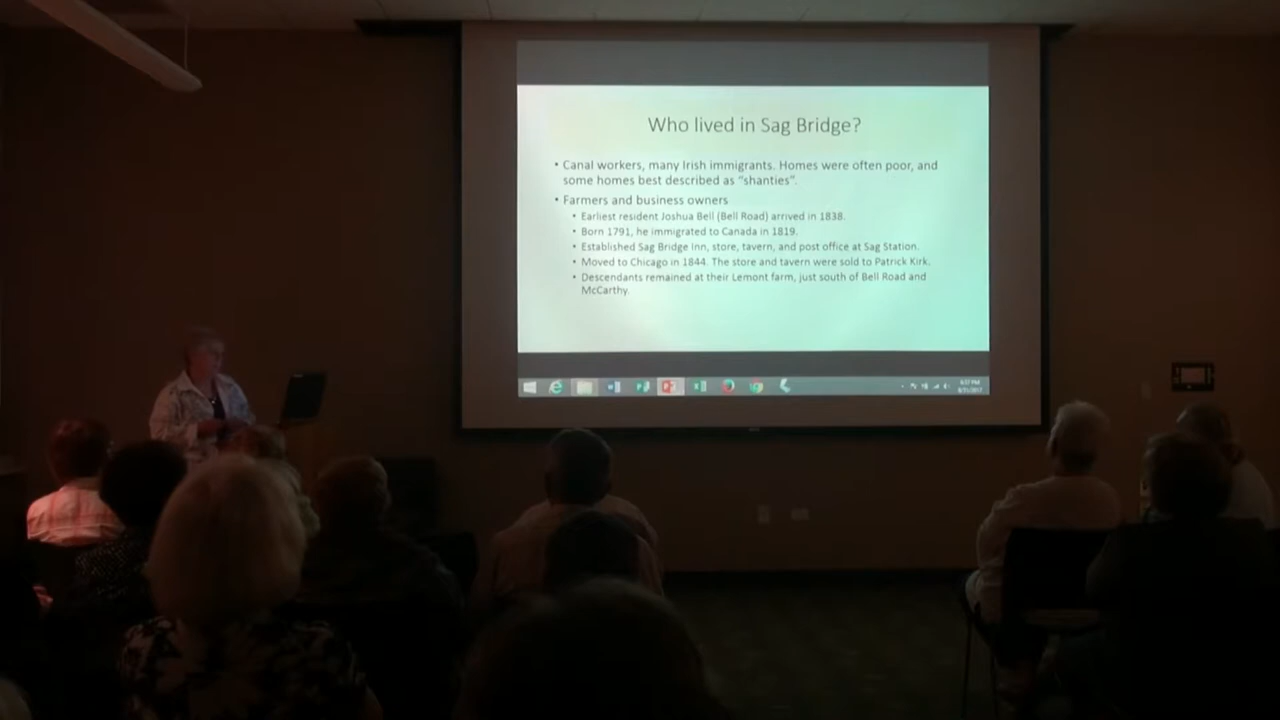 Who lived in Sag Bridge?
• Canal workers, many Irish immigrants. Homes were often poor, and
some homes best described as “shanties”.
• Farmers and business owners
• Earliest resident Joshua Bell (Bell Road) arrived in 1838.
• Born 1791, he immigrated to Canada in 1819.
• Established Sag Bridge Inn, store, tavern, and post office at Sag Station.
• Moved to Chicago in 1844. The store and tavern were sold to Patrick Kirk.
• Descendants remained at their Lemont farm, just south of Bell Road and
McCarthy.